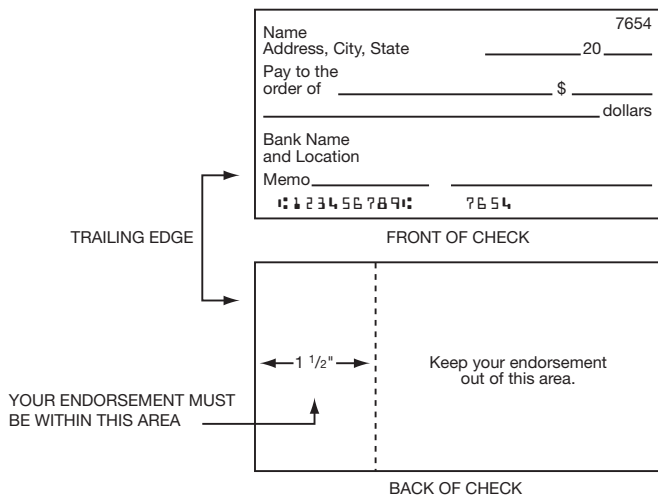 7654
Name
Address, City, State 20
Pay to the
order of $
dollars
Bank Name
and Location
Memo
⑆123456789⑆ 7654
TRAILING EDGE
FRONT OF CHECK
1 1/2"
Keep your endorsement
out of this area.
YOUR ENDORSEMENT MUST
BE WITHIN THIS AREA
BACK OF CHECK